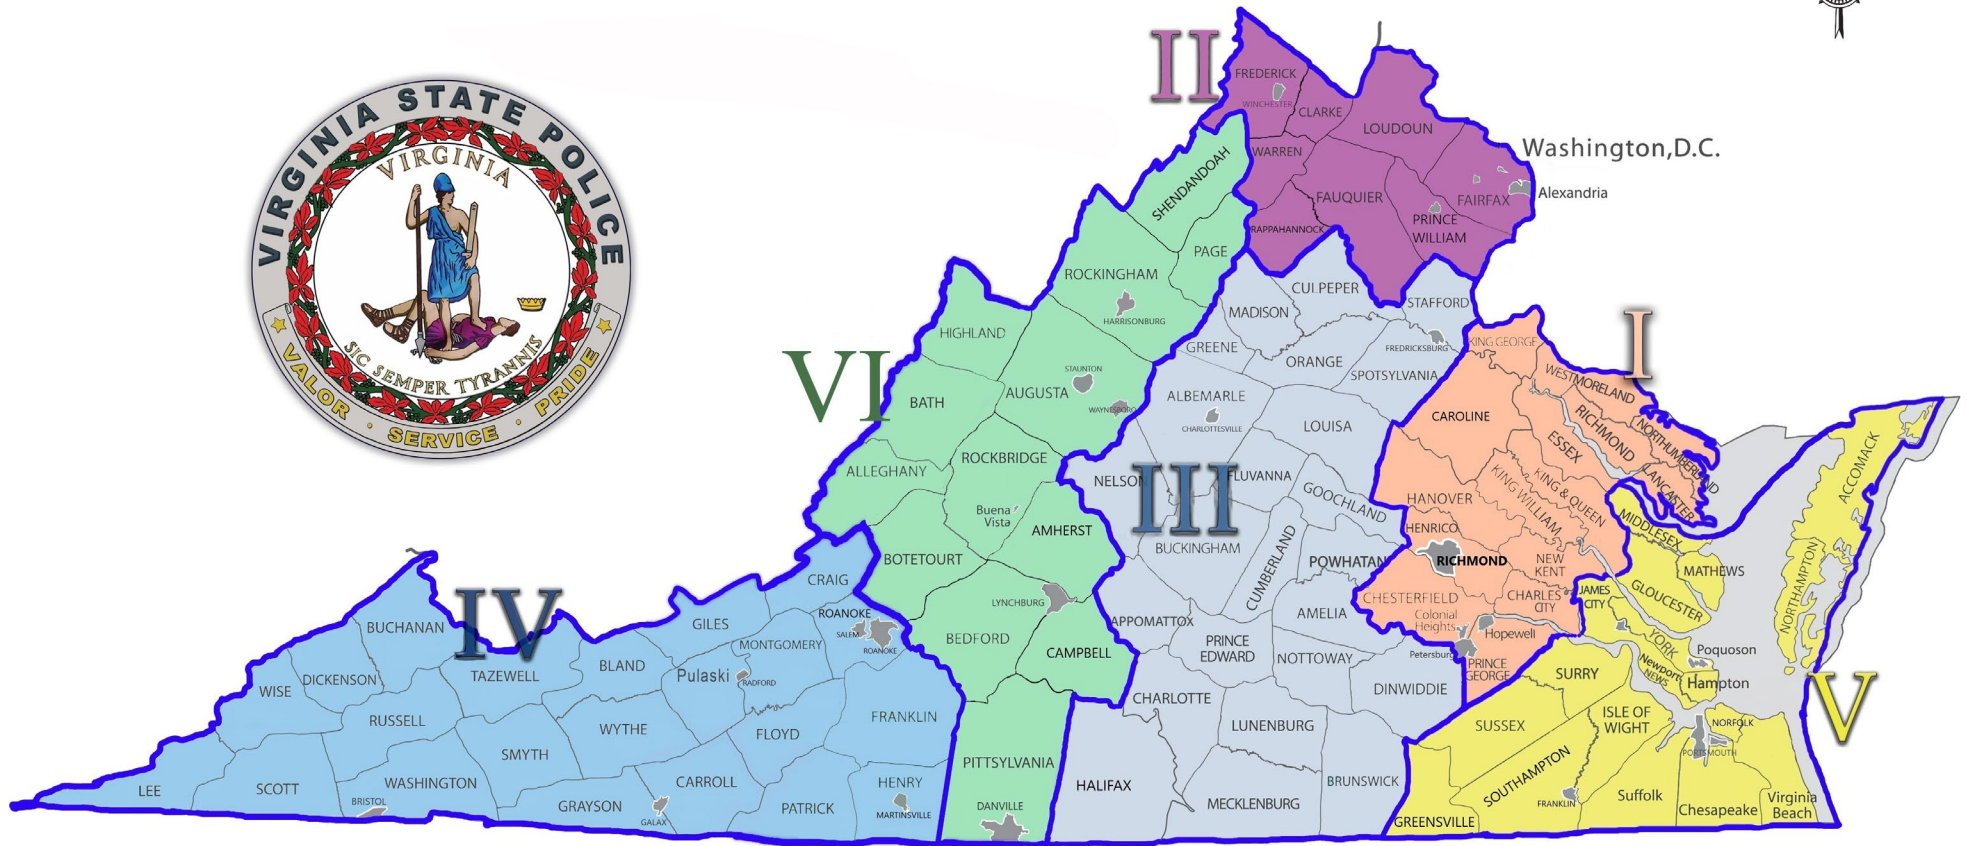 VIRGINIA STATE POLICE
VIRGINIA
SIC SEMPER TYRANNIS
VALOR · SERVICE · PRIDE
II
FREDERICK
WINCHESTER
CLARKE
LOUDOUN
WARREN
FAUQUIER
FAIRFAX
PRINCE
WILLIAM
RAPPAHANNOCK
Washington,D.C.
Alexandria
VI
SHENDANDOAH
PAGE
ROCKINGHAM
HARRISONBURG
HIGHLAND
AUGUSTA
STAUNTON
WAYNESBORO
BATH
ALLEGHANY
ROCKBRIDGE
Buena
Vista
AMHERST
BOTETOURT
LYNCHBURG
BEDFORD
CAMPBELL
PITTSYLVANIA
DANVILLE
III
CUI PEPER
MADISON
STAFFORD
GREENE
ORANGE
FREDRICKSBURG
SPOTSYLVANIA
ALBEMARLE
CHARLOTTESVILLE
LOUISA
NELSON
FLUVANNA
GOOCHLAND
BUCKINGHAM
CUMBERLAND
POWHATAN
AMELIA
APPOMATTOX
PRINCE
EDWARD
NOTTOWAY
DINWIDDIE
CHARLOTTE
LUNENBURG
HALIFAX
MECKLENBURG
BRUNSWICK
I
KING GEORGE
WESTMORELAND
CAROLINE
RICHMOND
NORTHUMBERLAND
ESSEX
LANCASTER
HANOVER
KING & QUEEN
KING WILLIAM
HENRICO
RICHMOND
NEW
KENT
CHESTERFIELD
CHARLES
CITY
Colonial
Heights
Hopewell
Petersburg
PRINCE
GEORGE
IV
CRAIG
ROANOKE
SALEM
ROANOKE
BUCHANAN
GILES
MONTGOMERY
DICKENSON
WISE
TAZEWELL
BLAND
Pulaski
RADFORD
RUSSELL
WYTHE
FLOYD
FRANKLIN
SMYTH
LEE
SCOTT
WASHINGTON
BRISTOL
GRAYSON
CARROLL
GALAX
PATRICK
HENRY
MARTINSVILLE
V
ACCOMACK
NORTHAMPTON
MIDDLESEX
MATHEWS
GLOUCESTER
JAMES
CITY
YORK
Poquoson
Newport
NEWS
Hampton
SURRY
SUSSEX
ISLE OF
WIGHT
NORFOLK
PORTSMOUTH
SOUTHAMPTON
FRANKLIN
Suffolk
Chesapeake
Virginia
Beach
GREENSVILLE